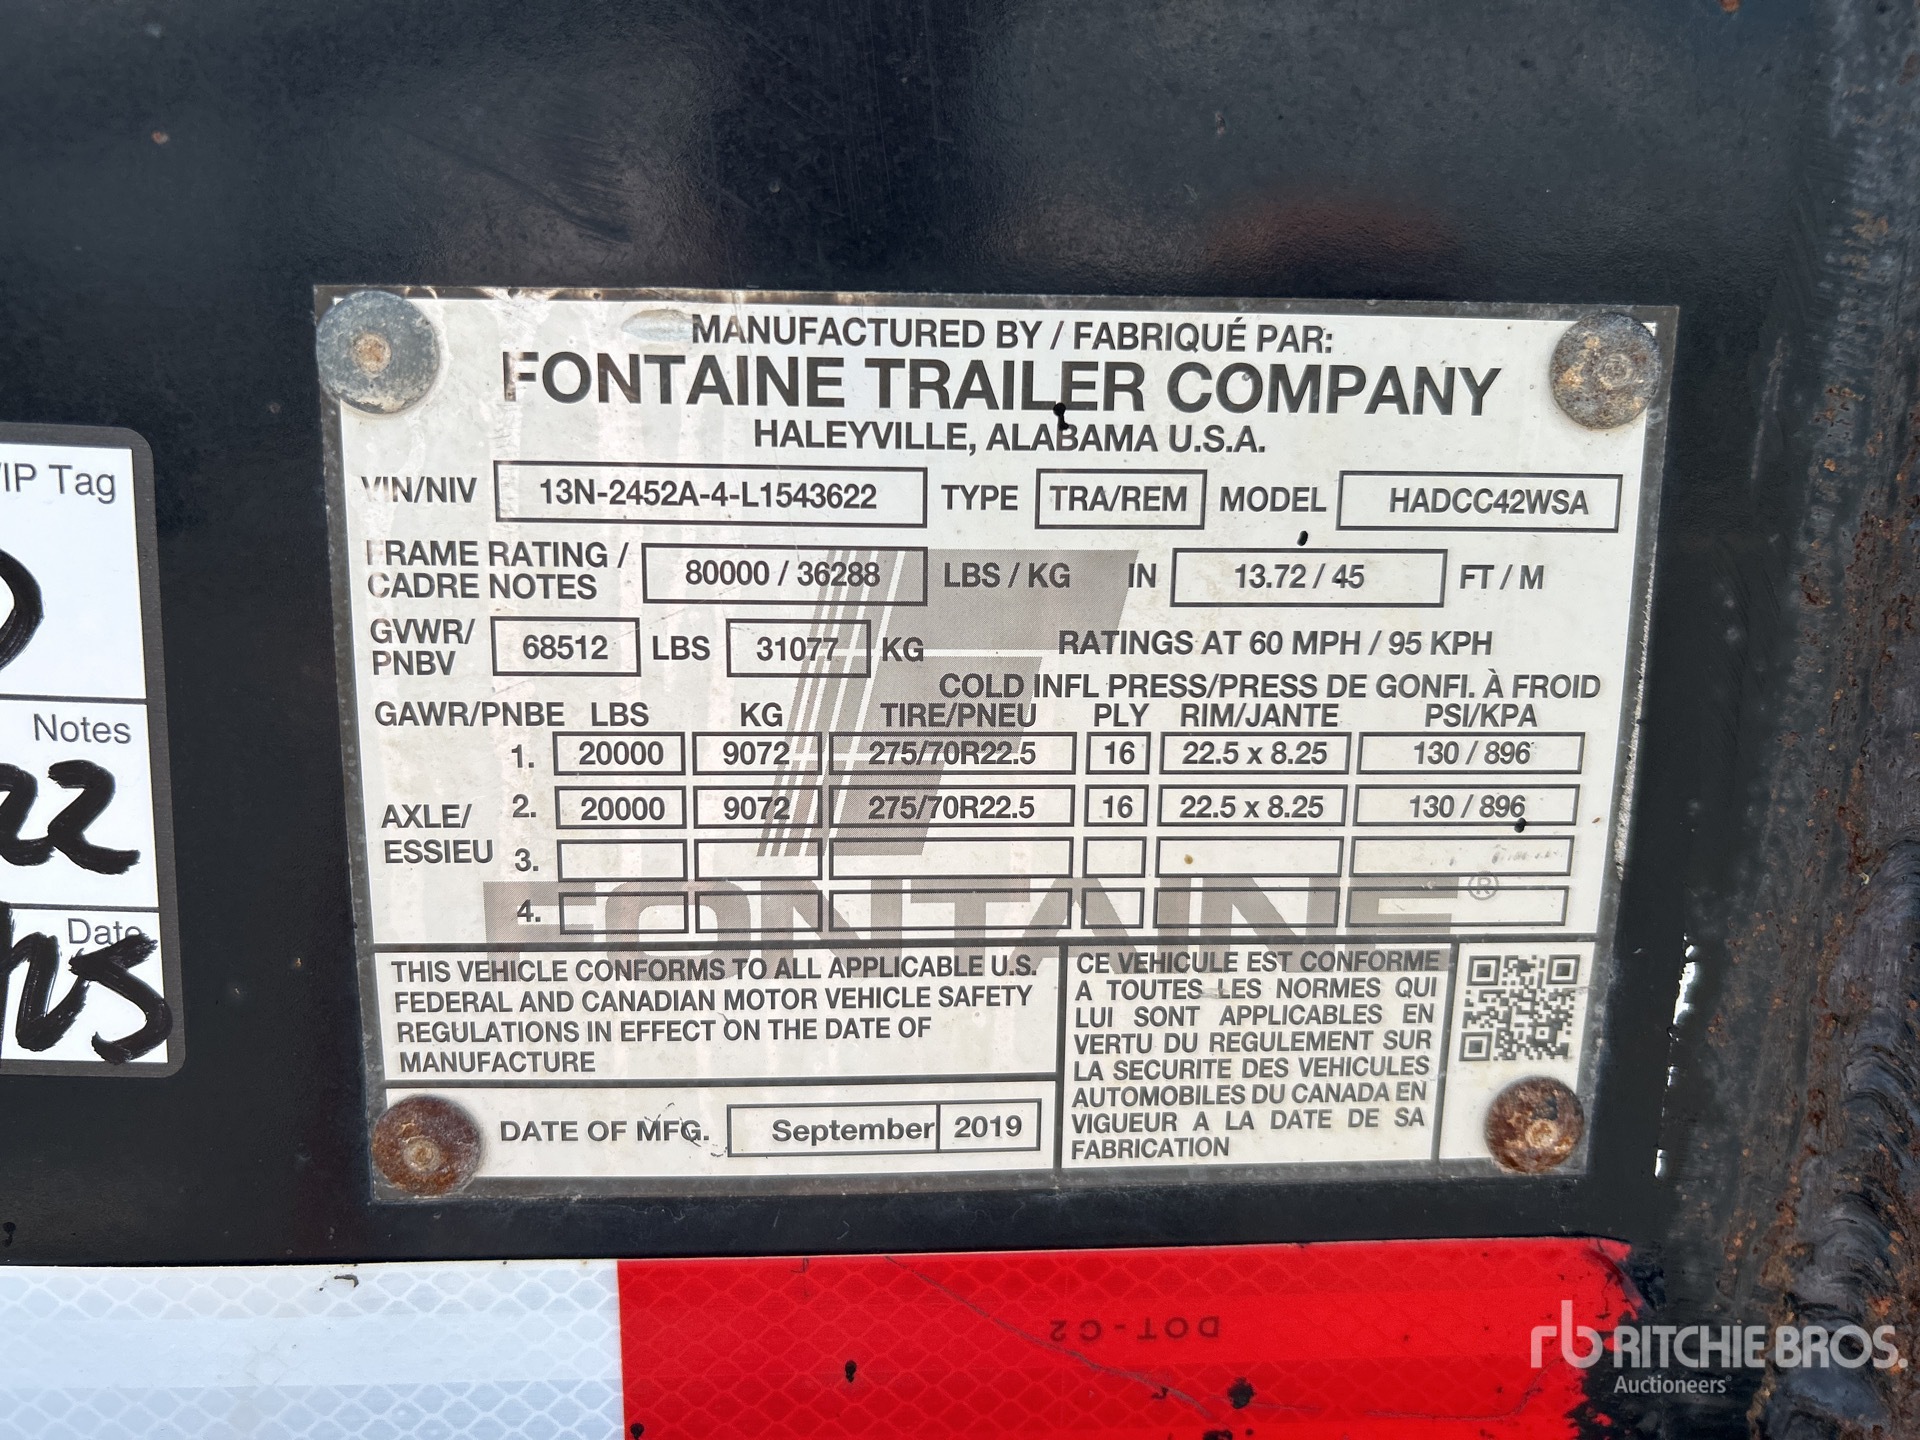 MANUFACTURED BY / FABRIQUÉ PAR:
FONTAINE TRAILER COMPANY
HALEYVILLE, ALABAMA U.S.A.
VIN/NIV 13N-2452A-4-L1543622 TYPE TRA/REM MODEL HADCC42WSA
FRAME RATING /
CADRE NOTES 80000 / 36288 LBS / KG IN 13.72 / 45 FT / M
GVWR/
PNBV 68512 LBS 31077 KG RATINGS AT 60 MPH / 95 KPH
COLD INFL PRESS/PRESS DE GONFI. À FROID
GAWR/PNBE LBS KG TIRE/PNEU PLY RIM/JANTE PSI/KPA
1. 20000 9072 275/70R22.5 16 22.5 x 8.25 130 / 896
AXLE/
ESSIEU
2. 20000 9072 275/70R22.5 16 22.5 x 8.25 130 / 896
3.
4.
FONTAINE ®
THIS VEHICLE CONFORMS TO ALL APPLICABLE U.S.
FEDERAL AND CANADIAN MOTOR VEHICLE SAFETY
REGULATIONS IN EFFECT ON THE DATE OF
MANUFACTURE
DATE OF MFG. September 2019
CE VEHICULE EST CONFORME
A TOUTES LES NORMES QUI
LUI SONT APPLICABLES EN
VERTU DU REGULEMENT SUR
LA SECURITE DES VEHICULES
AUTOMOBILES DU CANADA EN
VIGUEUR A LA DATE DE SA
FABRICATION
/IP Tag
Notes
22
Date
DOT-C2
rb RITCHIE BROS.
Auctioneers